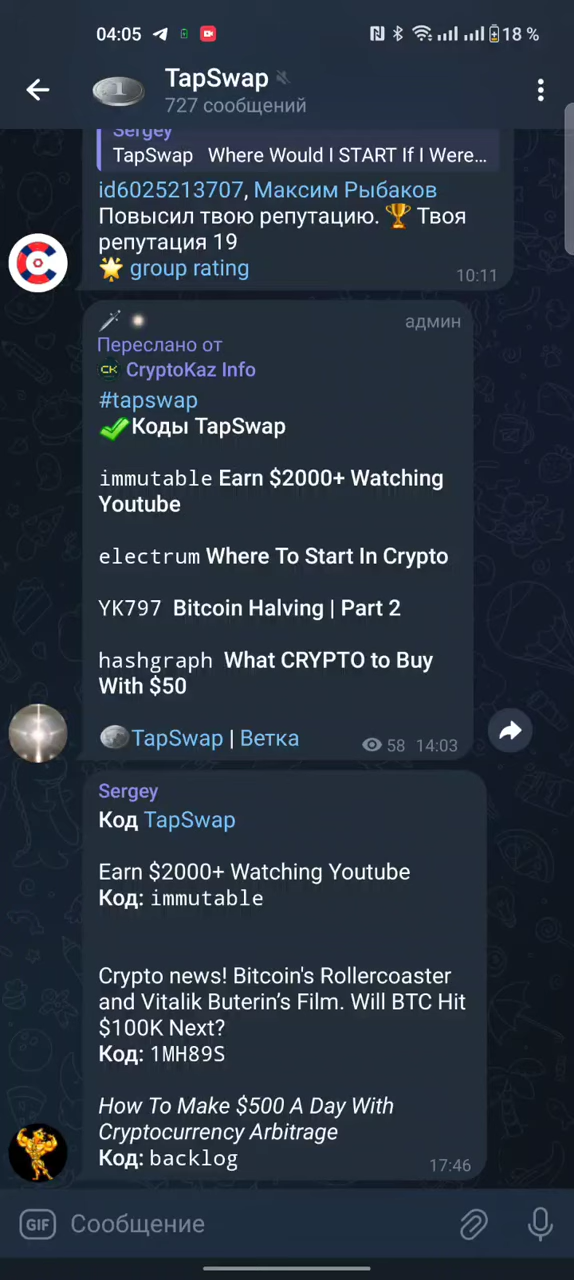 04:05
18 %
TapSwap
727 сообщений
Sergey
TapSwap Where Would I START If I Were...
id6025213707, Максим Рыбаков
Повысил твою репутацию. 🏆 Твоя
репутация 19
🌟 group rating
10:11
админ
Переслано от
CK CryptoKaz Info
#tapswap
Коды TapSwap
immutable Earn $2000+ Watching
Youtube
electrum Where To Start In Crypto
YK797 Bitcoin Halving | Part 2
hashgraph What CRYPTO to Buy
With $50
TapSwap | Ветка
58 14:03
Sergey
Код TapSwap
Earn $2000+ Watching Youtube
Код: immutable
Crypto news! Bitcoin's Rollercoaster
and Vitalik Buterin’s Film. Will BTC Hit
$100K Next?
Код: 1MH89S
How To Make $500 A Day With
Cryptocurrency Arbitrage
Код: backlog
17:46
GIF Сообщение